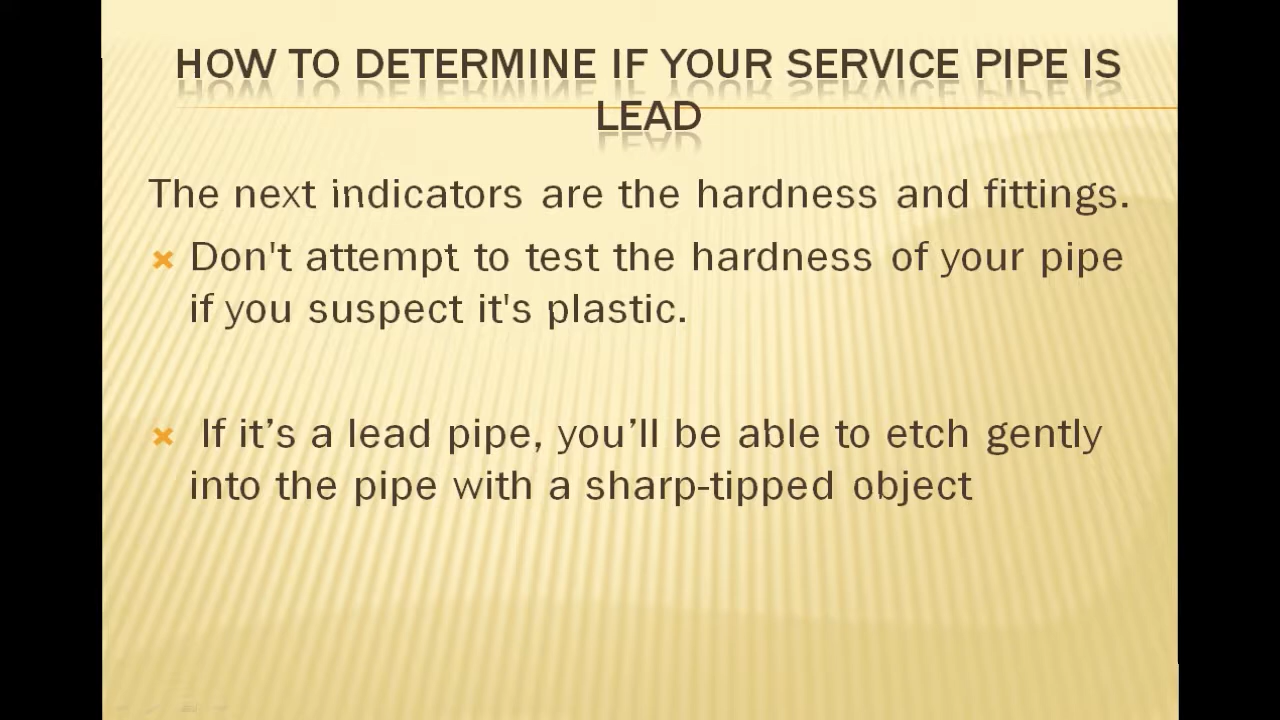 HOW TO DETERMINE IF YOUR SERVICE PIPE IS
LEAD
The next indicators are the hardness and fittings.
Don't attempt to test the hardness of your pipe
if you suspect it's plastic.
If it’s a lead pipe, you’ll be able to etch gently
into the pipe with a sharp-tipped object